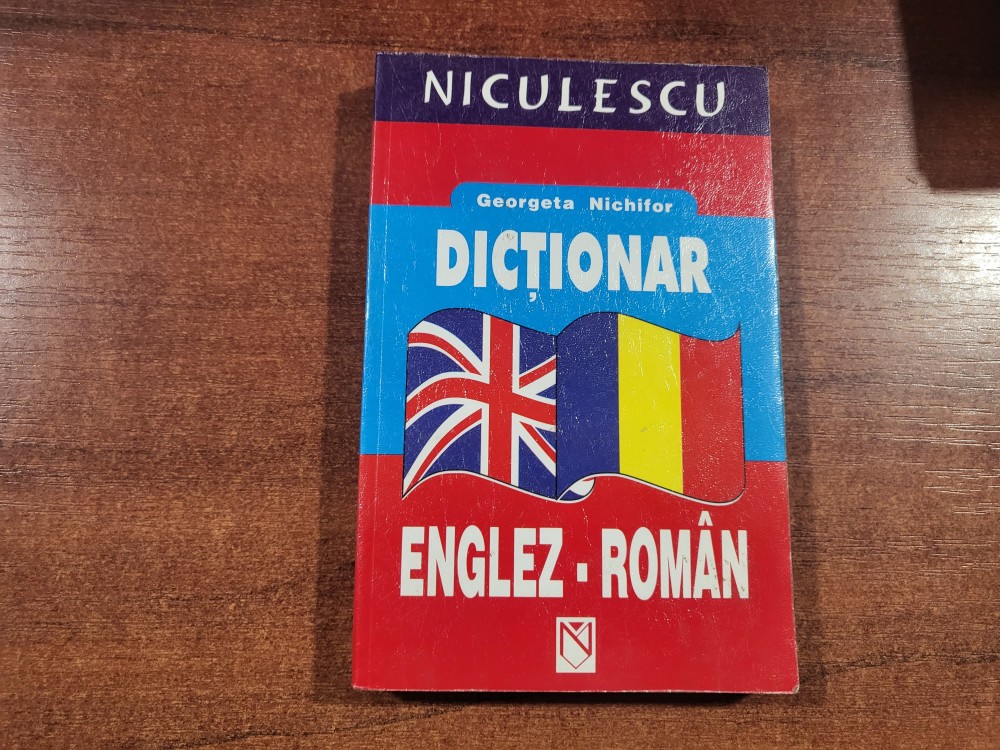 NICULESCU
Georgeta Nichifor
DICȚIONAR
ENGLEZ - ROMÂN